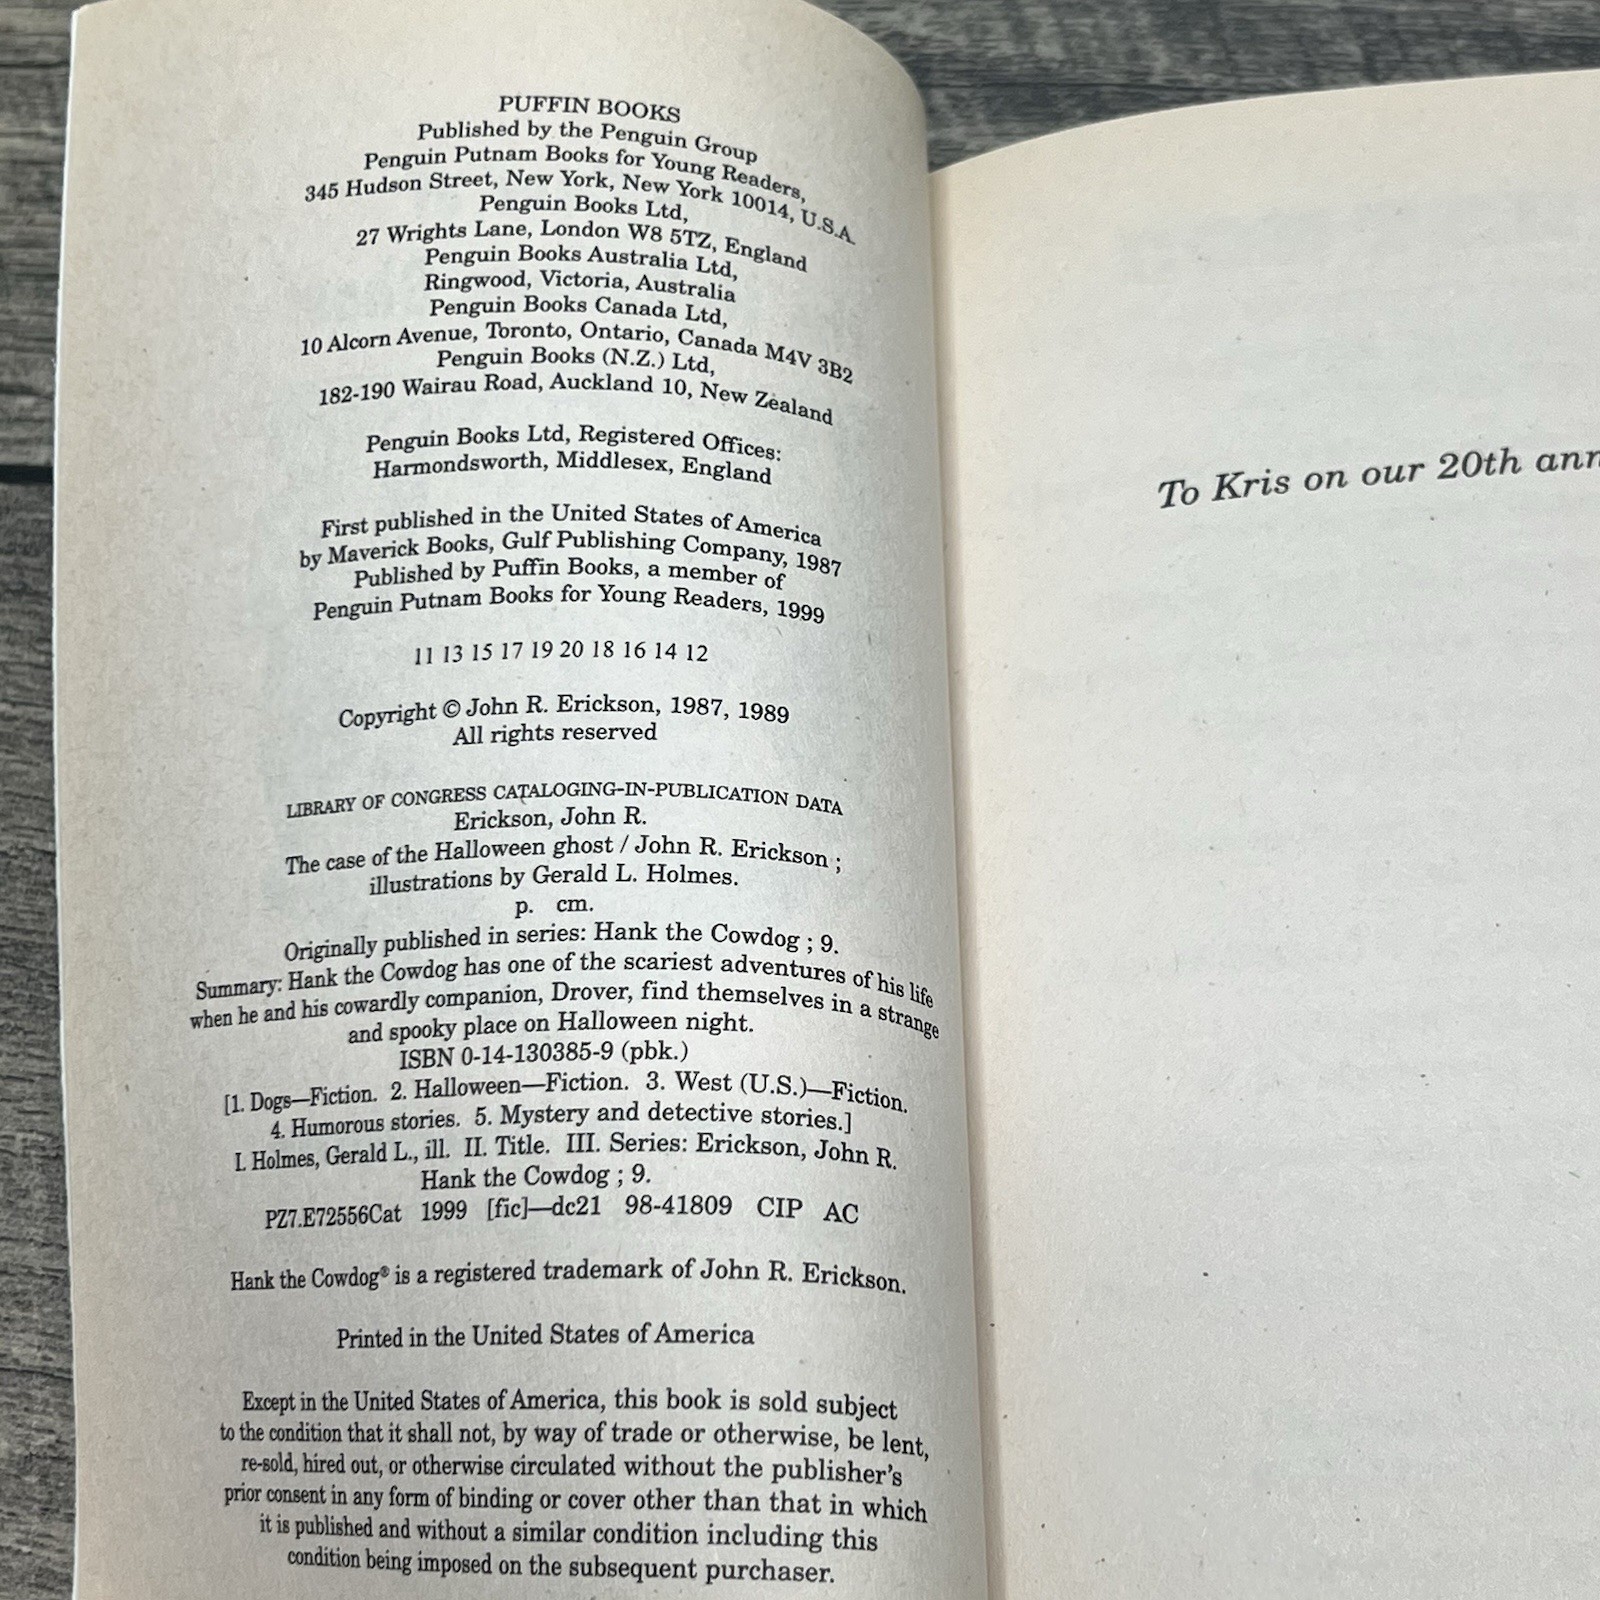 PUFFIN BOOKS
Published by the Penguin Group
Penguin Putnam Books for Young Readers,
345 Hudson Street, New York, New York 10014, U.S.A.
Penguin Books Ltd,
27 Wrights Lane, London W8 5TZ, England
Penguin Books Australia Ltd,
Ringwood, Victoria, Australia
Penguin Books Canada Ltd,
10 Alcorn Avenue, Toronto, Ontario, Canada M4V 3B2
Penguin Books (N.Z.) Ltd,
182-190 Wairau Road, Auckland 10, New Zealand
Penguin Books Ltd, Registered Offices:
Harmondsworth, Middlesex, England
First published in the United States of America
by Maverick Books, Gulf Publishing Company, 1987
Published by Puffin Books, a member of
Penguin Putnam Books for Young Readers, 1999
11 13 15 17 19 20 18 16 14 12
Copyright © John R. Erickson, 1987, 1989
All rights reserved
LIBRARY OF CONGRESS CATALOGING-IN-PUBLICATION DATA
Erickson, John R.
The case of the Halloween ghost / John R. Erickson ;
illustrations by Gerald L. Holmes.
p. cm.
Originally published in series: Hank the Cowdog ; 9.
Summary: Hank the Cowdog has one of the scariest adventures of his life
when he and his cowardly companion, Drover, find themselves in a strange
and spooky place on Halloween night.
ISBN 0-14-130385-9 (pbk.)
[1. Dogs—Fiction. 2. Halloween—Fiction. 3. West (U.S.)—Fiction.
4. Humorous stories. 5. Mystery and detective stories.]
I. Holmes, Gerald L., ill. II. Title. III. Series: Erickson, John R.
Hank the Cowdog ; 9.
PZ7.E72556Cat 1999 [fic]—dc21 98-41809 CIP AC
Hank the Cowdog® is a registered trademark of John R. Erickson.
Printed in the United States of America
Except in the United States of America, this book is sold subject
to the condition that it shall not, by way of trade or otherwise, be lent,
re-sold, hired out, or otherwise circulated without the publisher's
prior consent in any form of binding or cover other than that in which
it is published and without a similar condition including this
condition being imposed on the subsequent purchaser.
To Kris on our 20th ann